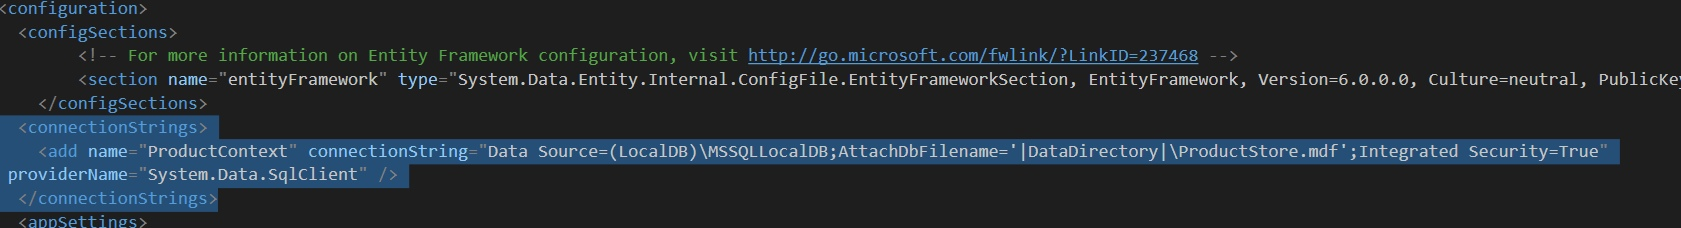 <configuration>
<configSections>
<!-- For more information on Entity Framework configuration, visit http://go.microsoft.com/fwlink/?LinkID=237468 -->
<section name="entityFramework" type="System.Data.Entity.Internal.ConfigFile.EntityFrameworkSection, EntityFramework, Version=6.0.0.0, Culture=neutral, PublicKey
</configSections>
<connectionStrings>
<add name="ProductContext" connectionString="Data Source=(LocalDB)\MSSQLLocalDB;AttachDbFilename='|DataDirectory|\ProductStore.mdf';Integrated Security=True"
providerName="System.Data.SqlClient" />
</connectionStrings>
<appSettings>